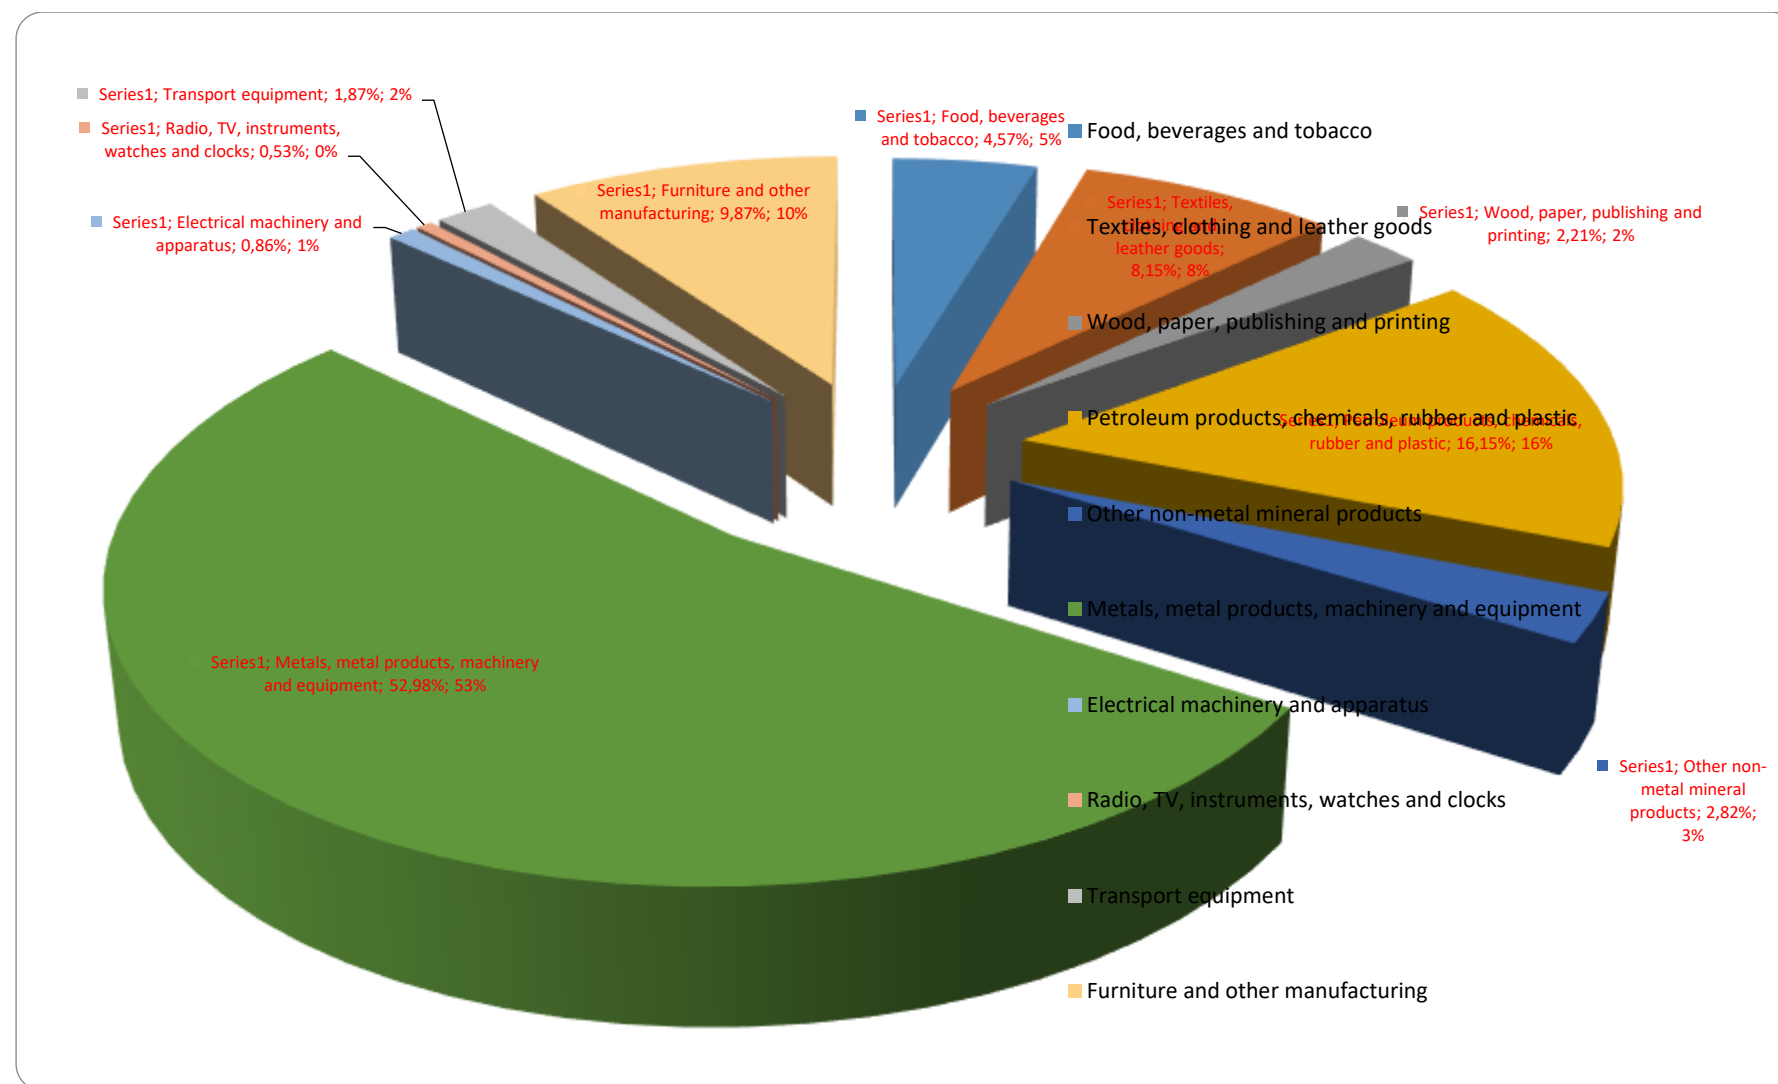 Series1; Transport equipment; 1,87%; 2%
Series1; Radio, TV, instruments,
watches and clocks; 0,53%; 0%
Series1; Electrical machinery and
apparatus; 0,86%; 1%
Series1; Furniture and other
manufacturing; 9,87%; 10%
Series1; Food, beverages
and tobacco; 4,57%; 5%
Series1; Textiles,
clothing and
leather goods;
8,15%; 8%
Series1; Wood, paper, publishing and
printing; 2,21%; 2%
Series1; Petroleum products, chemicals,
rubber and plastic; 16,15%; 16%
Series1; Other non-
metal mineral
products; 2,82%;
3%
Series1; Metals, metal products, machinery
and equipment; 52,98%; 53%
Food, beverages and tobacco
Textiles, clothing and leather goods
Wood, paper, publishing and printing
Petroleum products, chemicals, rubber and plastic
Other non-metal mineral products
Metals, metal products, machinery and equipment
Electrical machinery and apparatus
Radio, TV, instruments, watches and clocks
Transport equipment
Furniture and other manufacturing